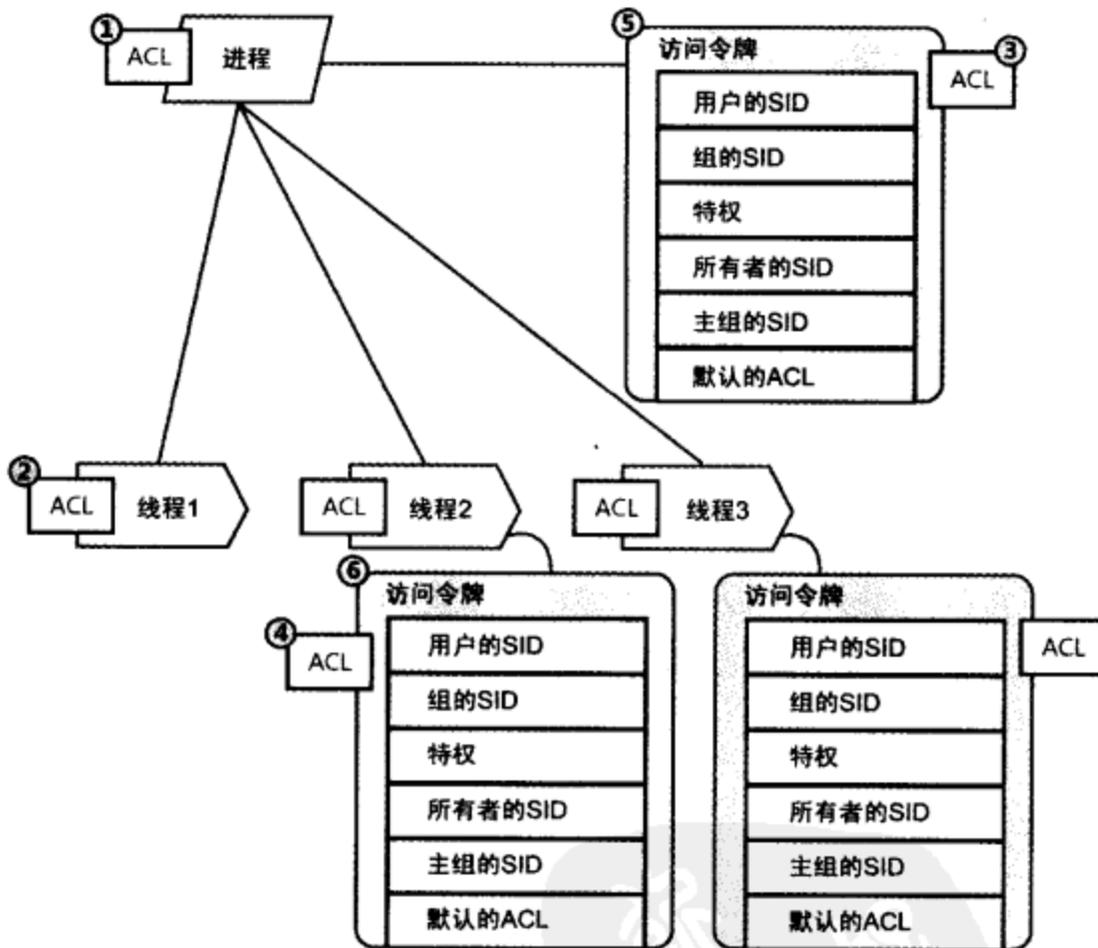 ①
ACL
进程
⑤
访问令牌
③
ACL
用户的SID
组的SID
特权
所有者的SID
主组的SID
默认的ACL
②
ACL
线程1
ACL
线程2
ACL
线程3
⑥
访问令牌
④
ACL
用户的SID
组的SID
特权
所有者的SID
主组的SID
默认的ACL
访问令牌
ACL
用户的SID
组的SID
特权
所有者的SID
主组的SID
默认的ACL